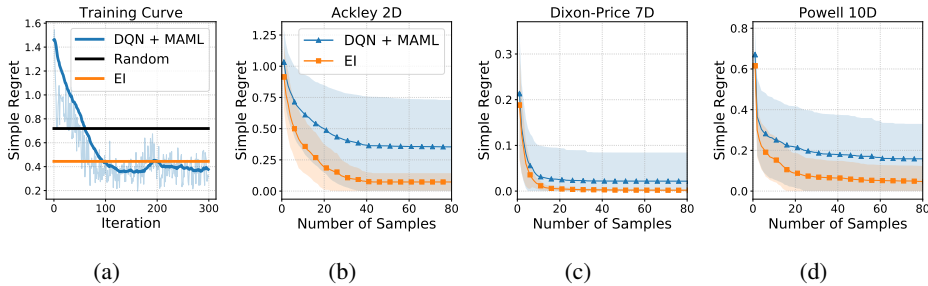 Training Curve
Simple Regret
1.6
1.4
1.2
1.0
0.8
0.6
0.4
0.2
DQN + MAML
Random
EI
0
100
200
300
Iteration
(a)
Ackley 2D
Simple Regret
1.25
1.00
0.75
0.50
0.25
0.00
DQN + MAML
EI
0
20
40
60
80
Number of Samples
(b)
Dixon-Price 7D
Simple Regret
0.3
0.2
0.1
0.0
0
20
40
60
80
Number of Samples
(c)
Powell 10D
Simple Regret
0.8
0.6
0.4
0.2
0.0
0
20
40
60
80
Number of Samples
(d)